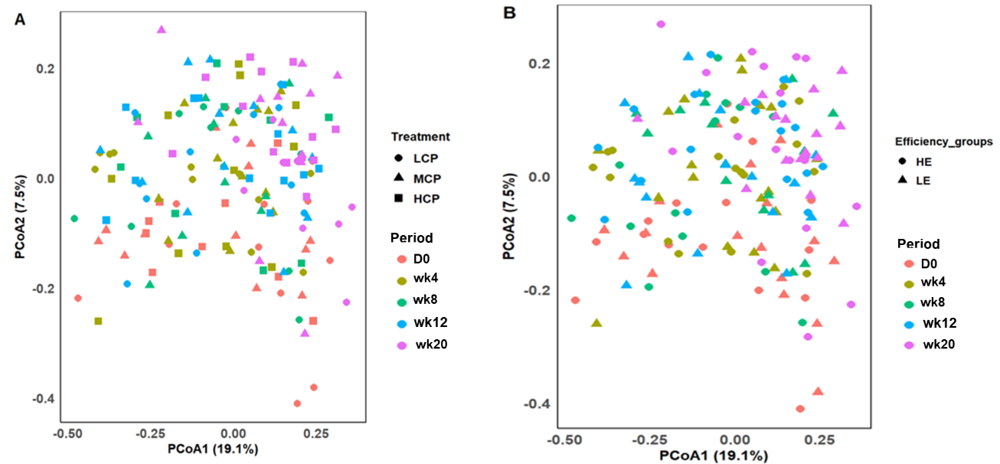 A
0.2
0.0
-0.2
-0.4
PCoA2 (7.5%)
-0.50
-0.25
0.00
0.25
PCoA1 (19.1%)
Treatment
LCP
MCP
HCP
Period
D0
wk4
wk8
wk12
wk20
B
0.2
0.0
-0.2
-0.4
PCoA2 (7.5%)
-0.50
-0.25
0.00
0.25
PCoA1 (19.1%)
Efficiency_groups
HE
LE
Period
D0
wk4
wk8
wk12
wk20